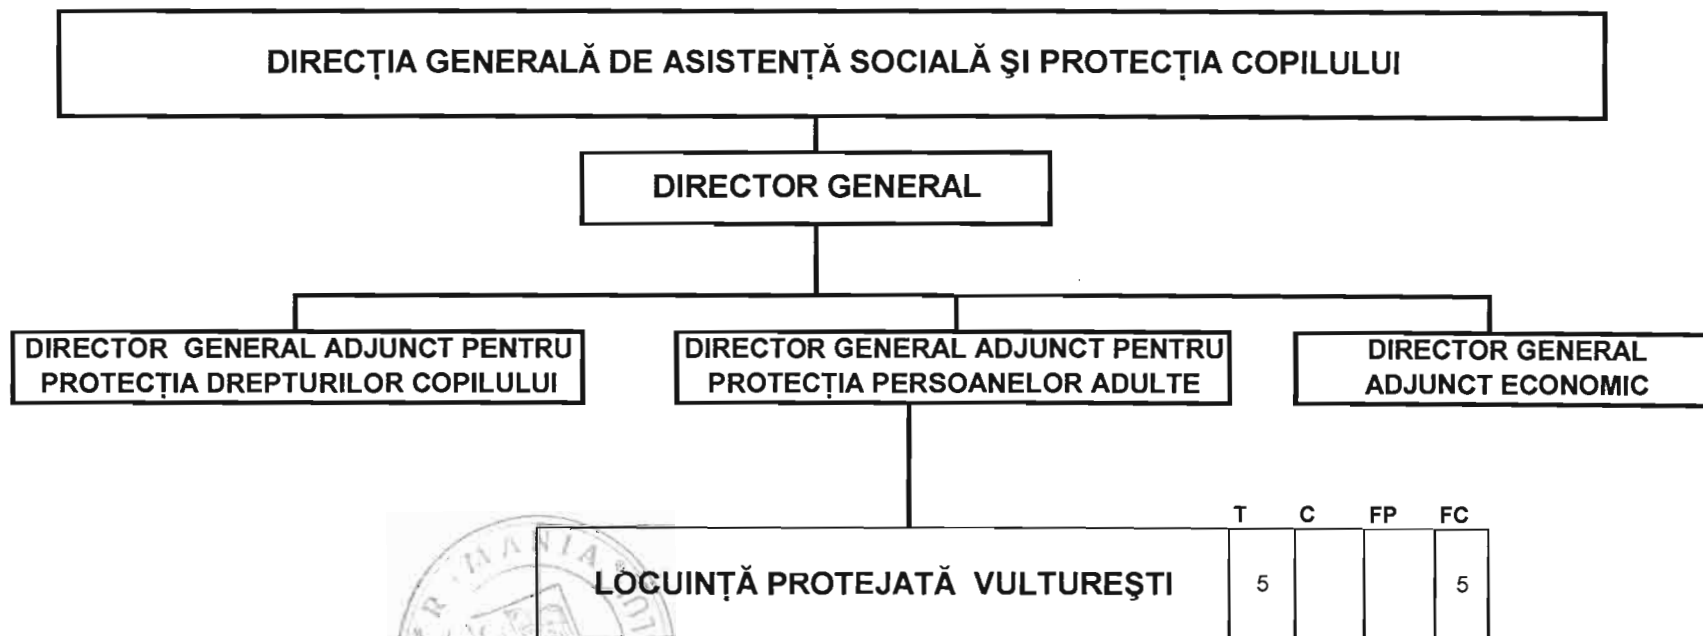 DIRECȚIA GENERALĂ DE ASISTENȚĂ SOCIALĂ ŞI PROTECȚIA COPILULUI
DIRECTOR GENERAL
DIRECTOR GENERAL ADJUNCT PENTRU
PROTECȚIA DREPTURILOR COPILULUI
DIRECTOR GENERAL ADJUNCT PENTRU
PROTECȚIA PERSOANELOR ADULTE
DIRECTOR GENERAL
ADJUNCT ECONOMIC
T C FP FC
LOCUINȚĂ PROTEJATĂ VULTUREŞTI 5 5